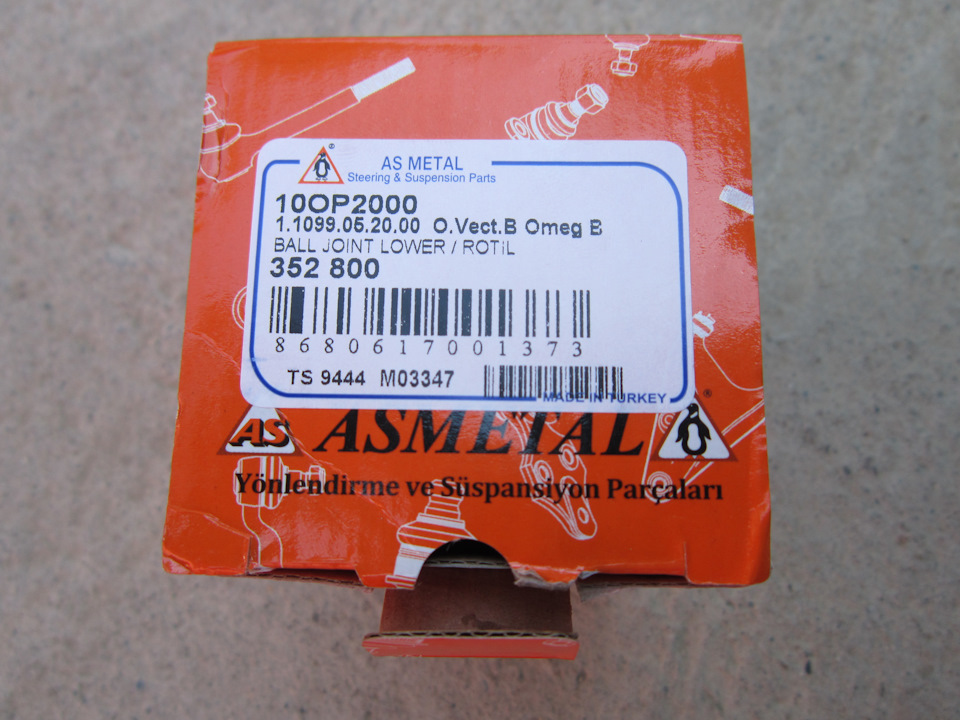 ®
AS METAL
Steering & Suspension Parts
10OP2000
1.1099.05.20.00 O.Vect.B Omeg B
BALL JOINT LOWER / ROTiL
352 800
8680617001373
TS 9444 M03347
MADE IN TURKEY
AS ASMETAL ®
Yönlendirme ve Süspansiyon Parçaları